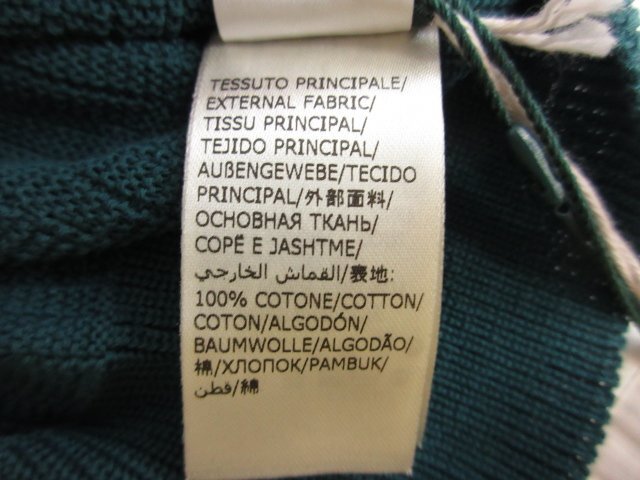 TESSUTO PRINCIPALE/
EXTERNAL FABRIC/
TISSU PRINCIPAL/
TEJIDO PRINCIPAL/
AUßENGEWEBE/TECIDO
PRINCIPAL/外部面料/
ОСНОВНАЯ ТКАНЬ/
COPË E JASHTME/
القماش الخارجي/表地:
100% COTONE/COTTON/
COTON/ALGODÓN/
BAUMWOLLE/ALGODÃO/
棉/ХЛОПОК/PAMBUK/
قطن/綿